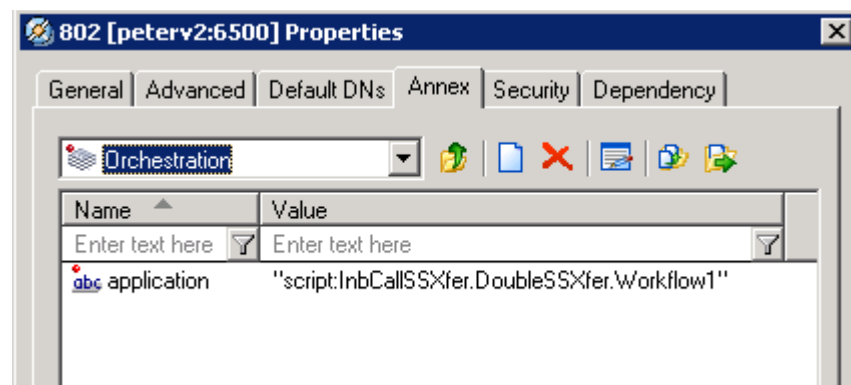 802 [peterv2:6500] Properties
General Advanced Default DNs Annex Security Dependency
Orchestration
Name Value
Enter text here Enter text here
abc application "script:InbCallSSXfer.DoubleSSXfer.Workflow1"